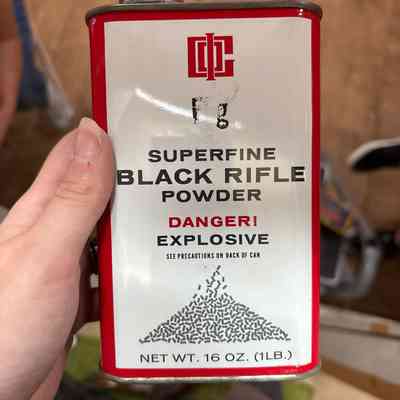 SUPERFINE
BLACK RIFLE
POWDER
DANGER!
EXPLOSIVE
SEE PRECAUTIONS ON BACK OF CAN
NET WT. 16 OZ. (1LB.)